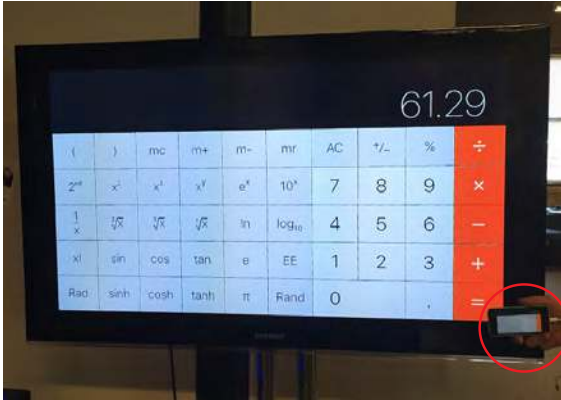 61.29
( ) mc m+ m- mr AC +/- % ÷
2ⁿᵈ x² x³ xʸ eˣ 10ˣ 7 8 9 ×
1/x ²√x ³√x ʸ√x ln log₁₀ 4 5 6 −
x! sin cos tan e EE 1 2 3 +
Rad sinh cosh tanh π Rand 0 , =